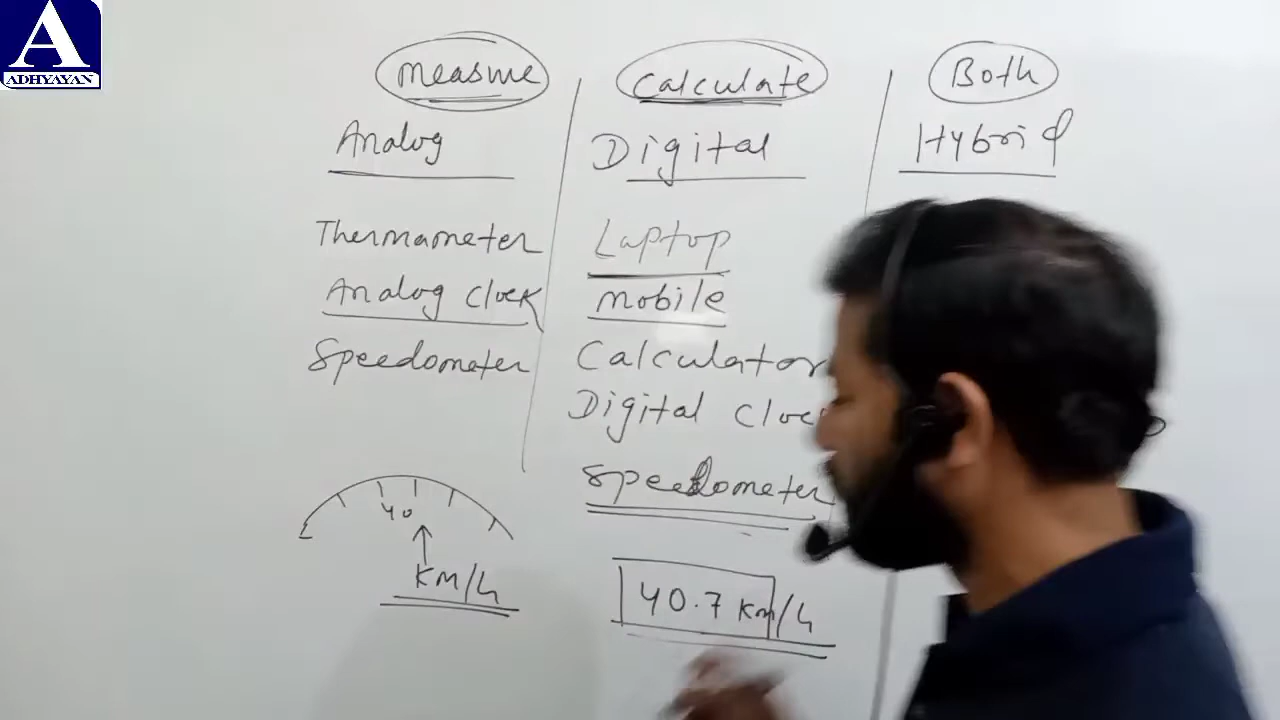 A
ADHYAYAN
Measure
Analog
Thermometer
Analog Clock
Speedometer
40
KM/h
Calculate
Digital
Laptop
mobile
Calculator
Digital Cloc
Speedometer
40.7 Km/h
Both
Hybrid